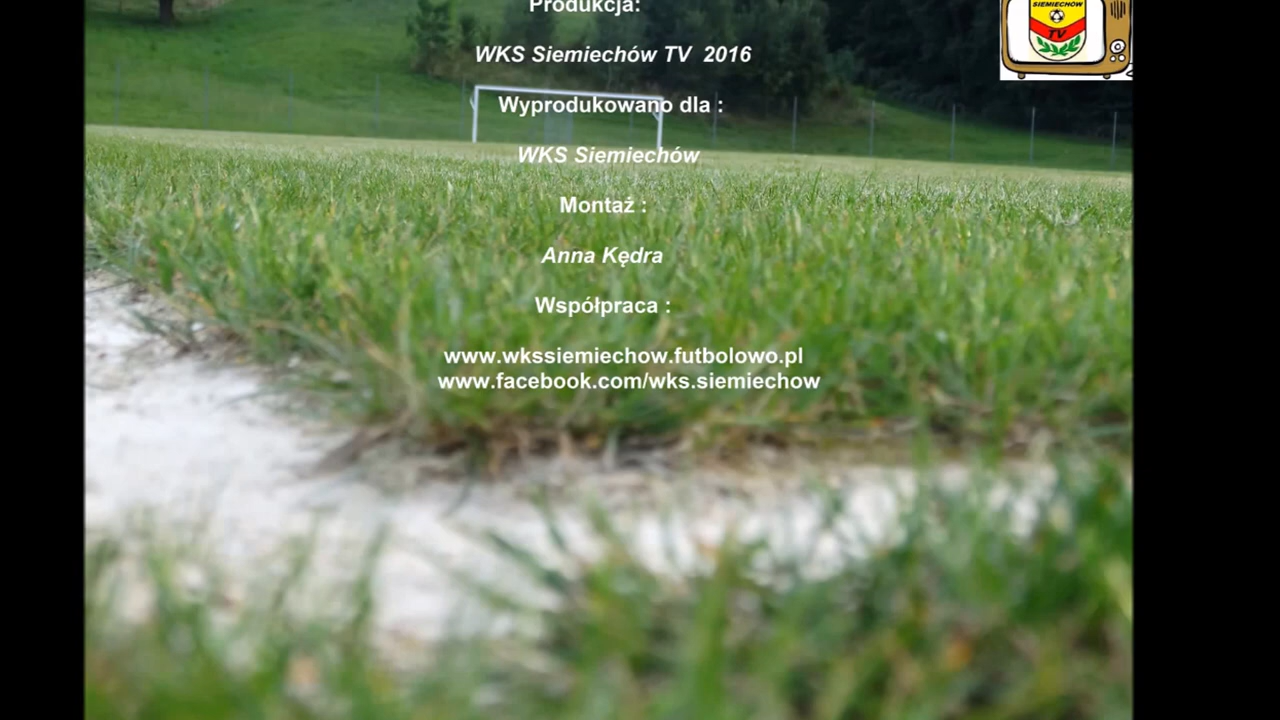 Produkcja:
SIEMIECHÓW
TV
WKS Siemiechów TV 2016
Wyprodukowano dla :
WKS Siemiechów
Montaż :
Anna Kędra
Współpraca :
www.wkssiemiechow.futbolowo.pl
www.facebook.com/wks.siemiechow